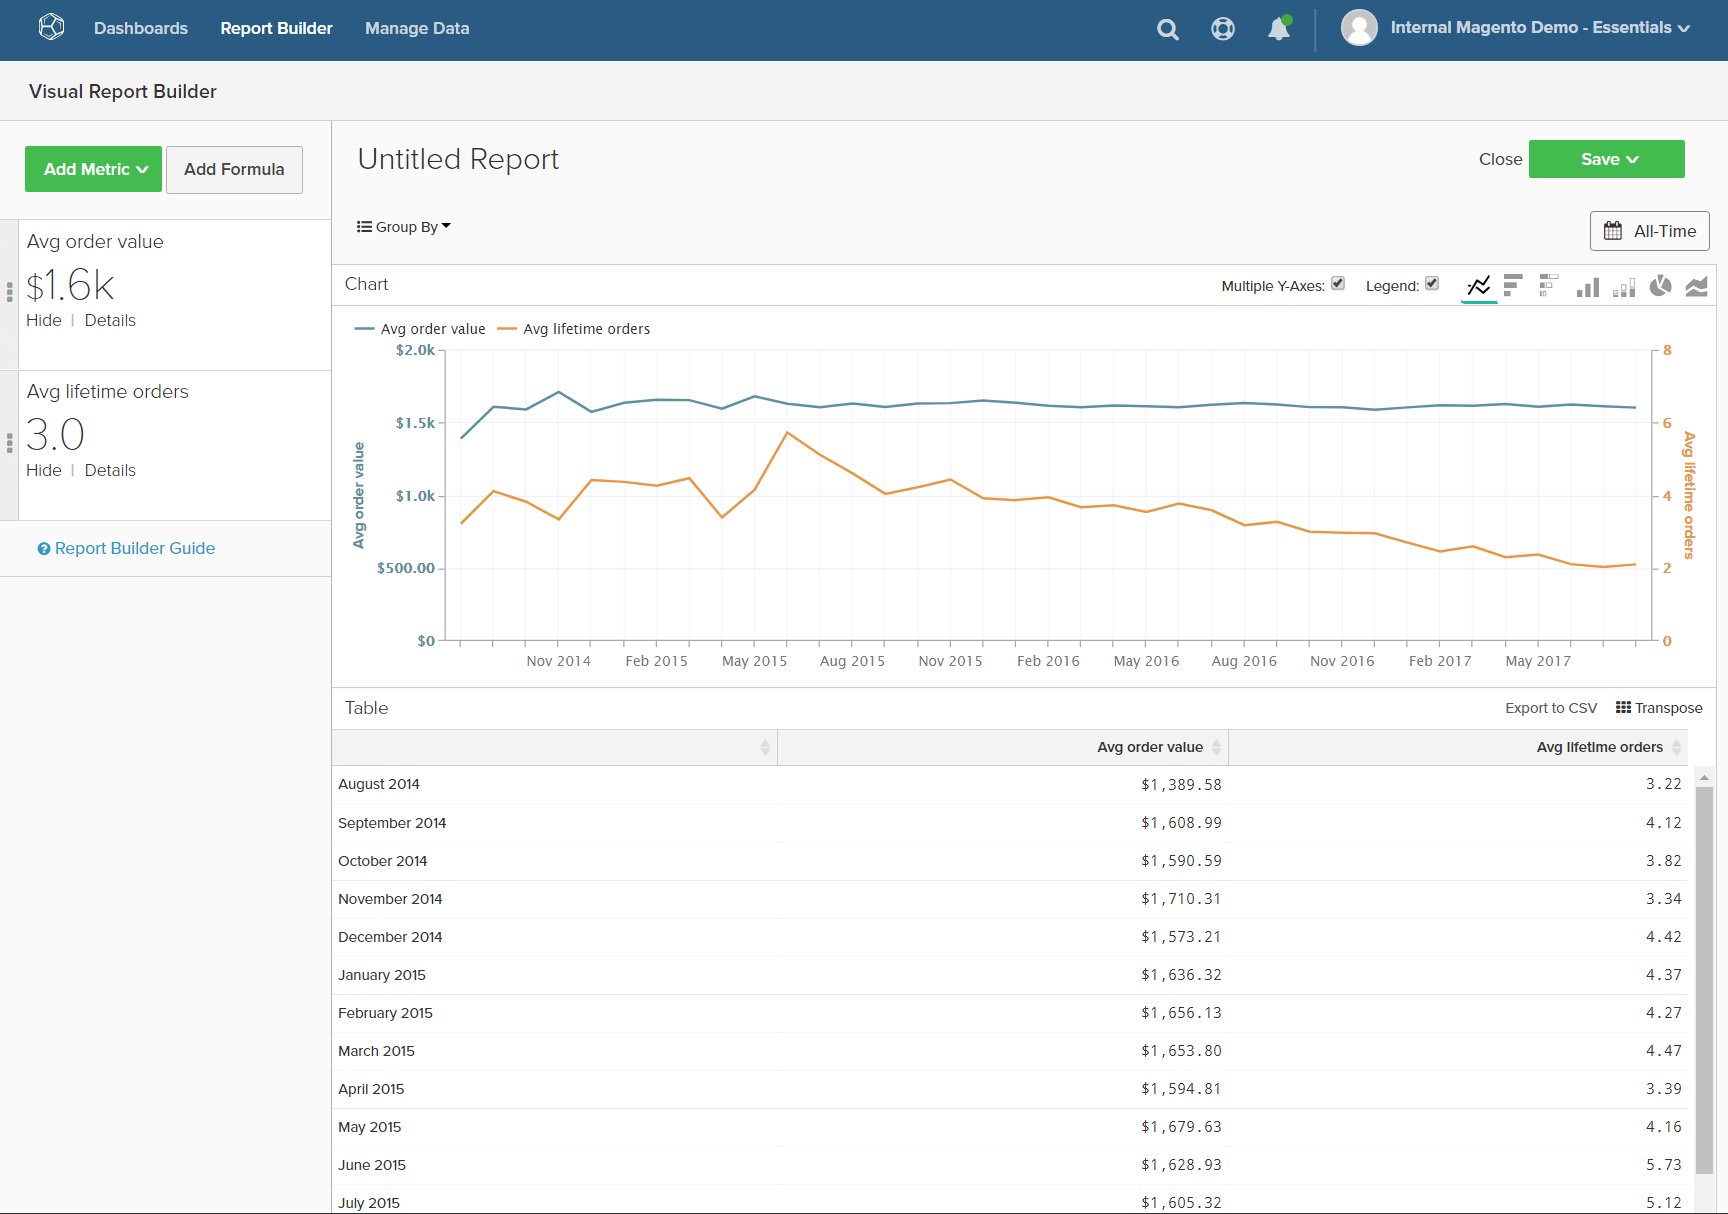 Dashboards Report Builder Manage Data Internal Magento Demo - Essentials
Visual Report Builder
Add Metric Add Formula
Avg order value
$1.6k
Hide | Details
Avg lifetime orders
3.0
Hide | Details
Report Builder Guide
Untitled Report
Close Save
Group By
All-Time
Chart Multiple Y-Axes: Legend:
Avg order value Avg lifetime orders
$2.0k
$1.5k
$1.0k
$500.00
$0
Avg order value
8
6
4
2
0
Avg lifetime orders
Nov 2014 Feb 2015 May 2015 Aug 2015 Nov 2015 Feb 2016 May 2016 Aug 2016 Nov 2016 Feb 2017 May 2017
Table Export to CSV Transpose
Avg order value Avg lifetime orders
August 2014 $1,389.58 3.22
September 2014 $1,608.99 4.12
October 2014 $1,590.59 3.82
November 2014 $1,710.31 3.34
December 2014 $1,573.21 4.42
January 2015 $1,636.32 4.37
February 2015 $1,656.13 4.27
March 2015 $1,653.80 4.47
April 2015 $1,594.81 3.39
May 2015 $1,679.63 4.16
June 2015 $1,628.93 5.73
July 2015 $1,605.32 5.12